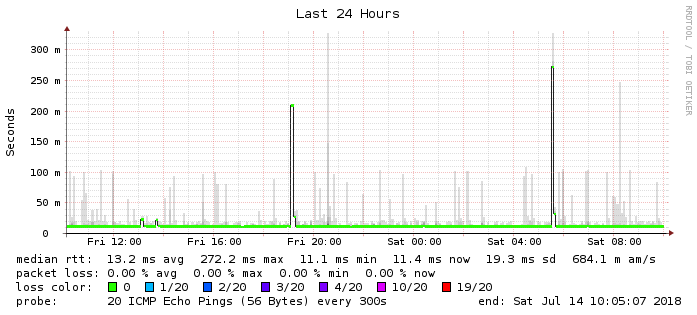 Last 24 Hours
RRDTOOL / TOBI OETIKER
Seconds
300 m
250 m
200 m
150 m
100 m
50 m
0
Fri 12:00 Fri 16:00 Fri 20:00 Sat 00:00 Sat 04:00 Sat 08:00
median rtt: 13.2 ms avg 272.2 ms max 11.1 ms min 11.4 ms now 19.3 ms sd 684.1 m am/s
packet loss: 0.00 % avg 0.00 % max 0.00 % min 0.00 % now
loss color: 0 1/20 2/20 3/20 4/20 10/20 19/20
probe: 20 ICMP Echo Pings (56 Bytes) every 300s end: Sat Jul 14 10:05:07 2018